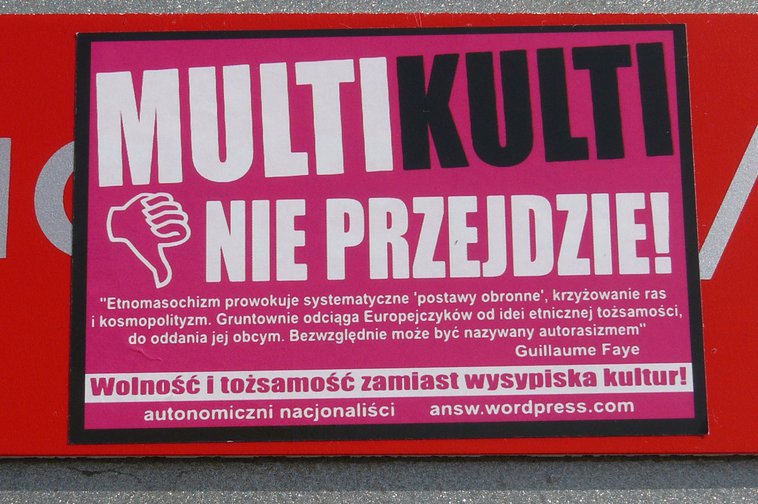 MULTIKULTI
NIE PRZEJDZIE!
"Etnomasochizm prowokuje systematyczne 'postawy obronne', krzyżowanie ras
i kosmopolityzm. Gruntownie odciąga Europejczyków od idei etnicznej tożsamości,
do oddania jej obcym. Bezwzględnie może być nazywany autorasizmem"
Guillaume Faye
Wolność i tożsamość zamiast wysypiska kultur!
autonomiczni nacjonaliści answ.wordpress.com